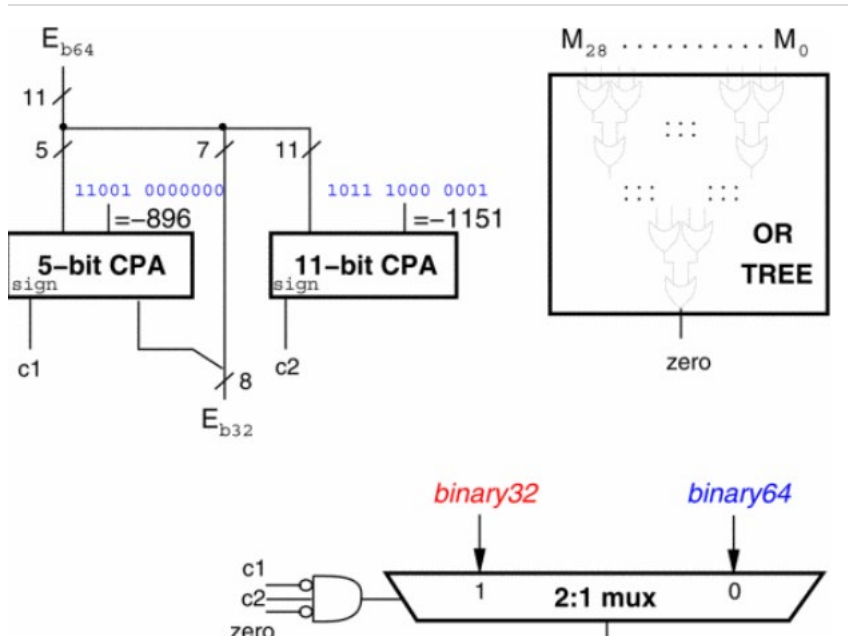 E_b64
M_28 .......... M_0
11
5
7
11
11001 0000000
1011 1000 0001
=−896
=−1151
5−bit CPA
11−bit CPA
sign
sign
OR
TREE
c1
c2
zero
8
E_b32
binary32
binary64
c1
c2
zero
1
2:1 mux
0